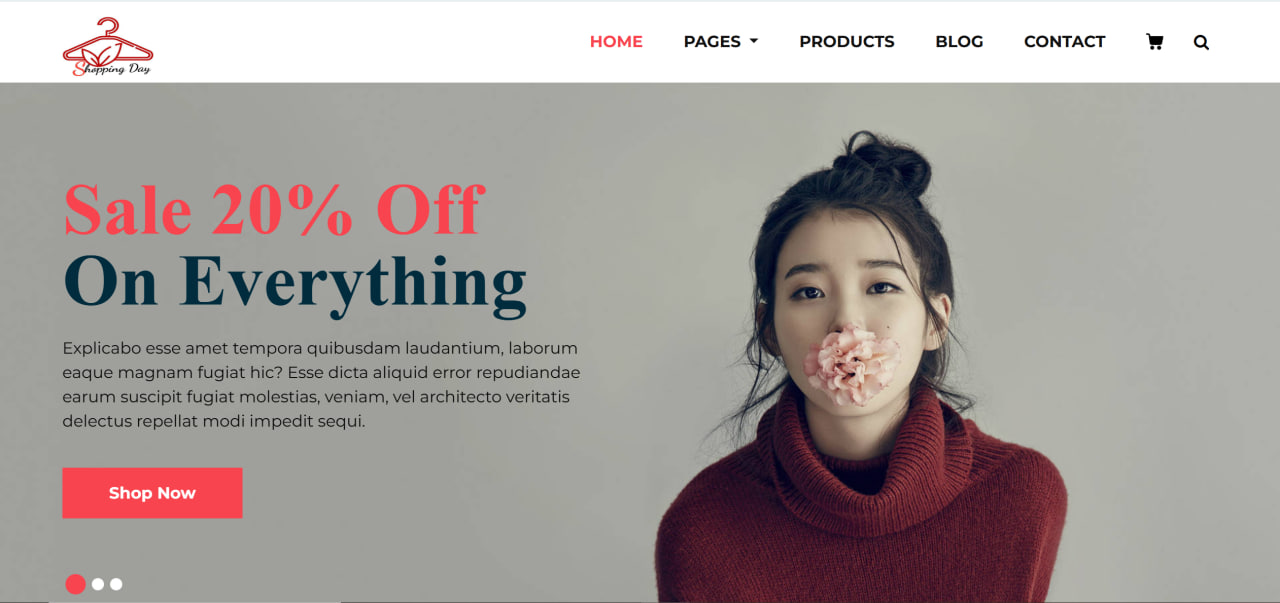 Shopping Day
HOME PAGES PRODUCTS BLOG CONTACT
Sale 20% Off
On Everything
Explicabo esse amet tempora quibusdam laudantium, laborum
eaque magnam fugiat hic? Esse dicta aliquid error repudiandae
earum suscipit fugiat molestias, veniam, vel architecto veritatis
delectus repellat modi impedit sequi.
Shop Now